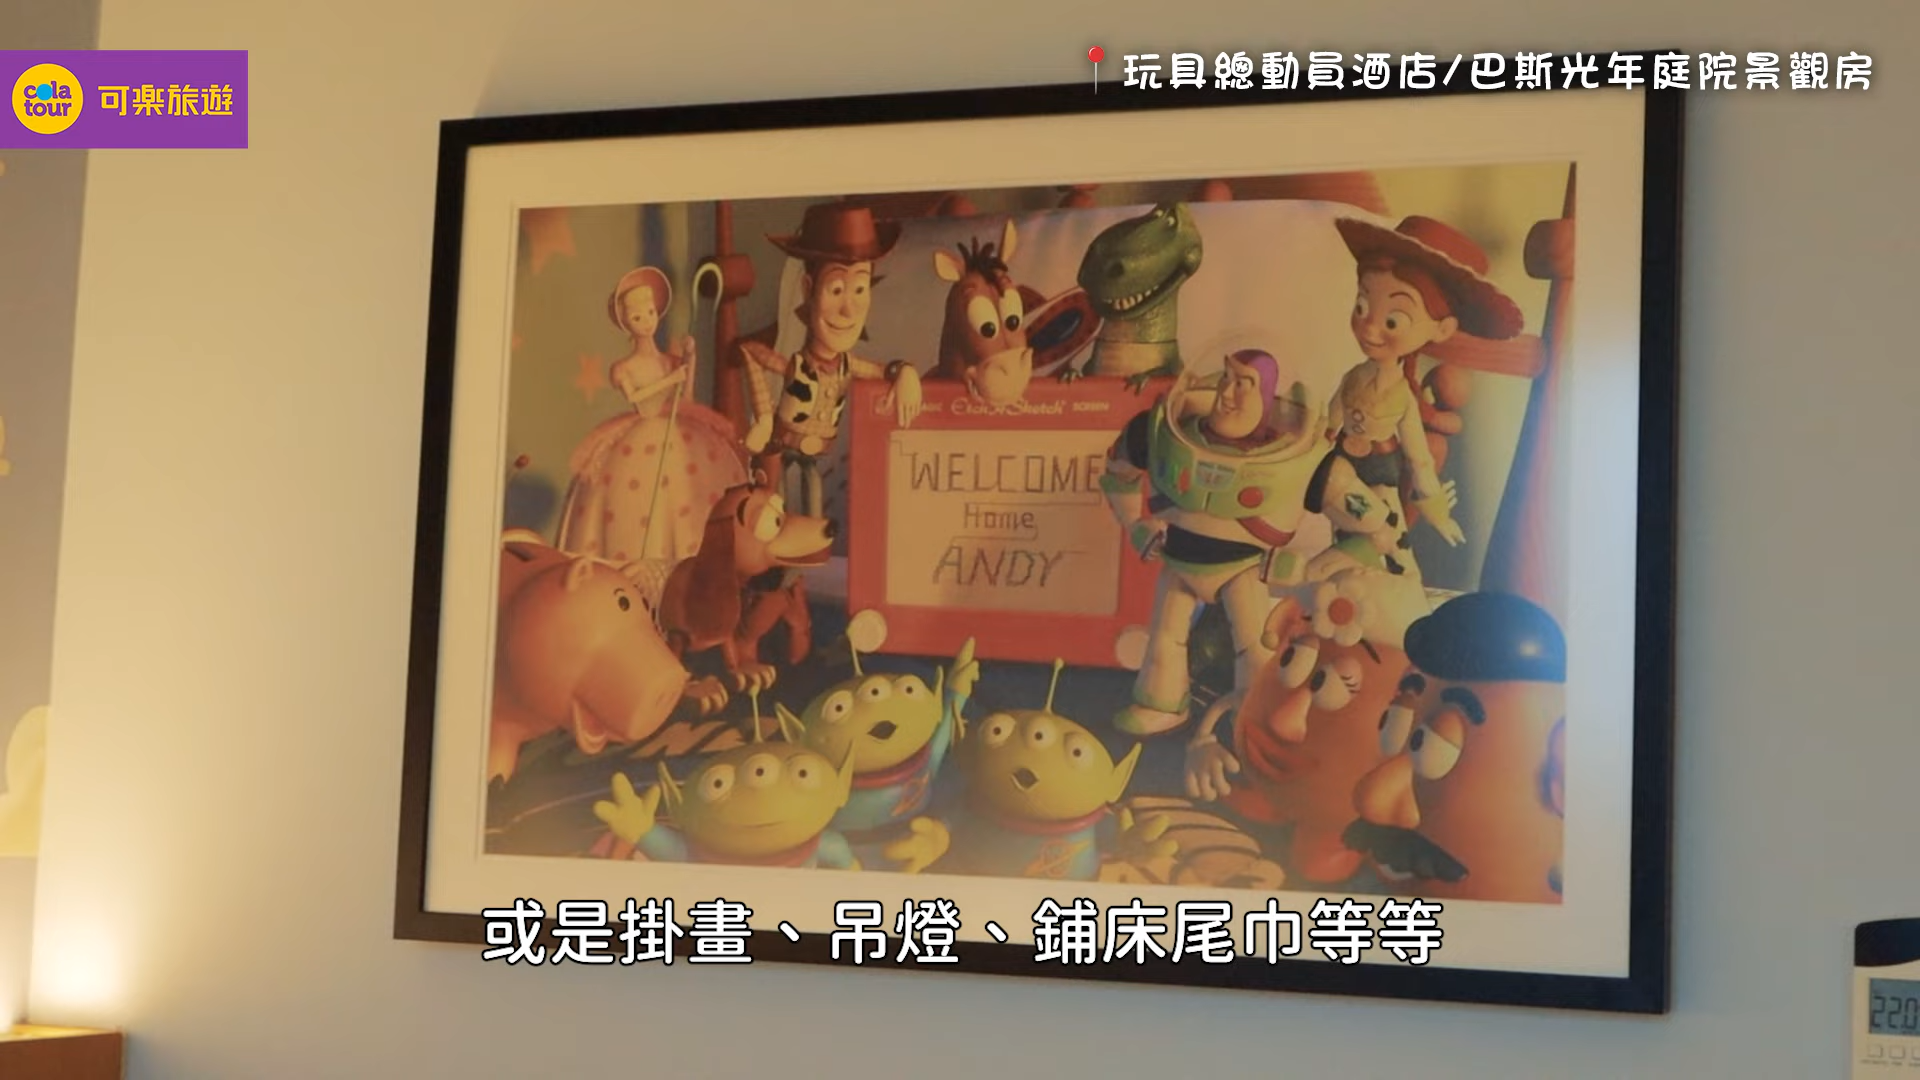 玩具總動員酒店/巴斯光年庭院景觀房
cola tour 可樂旅遊
Etch A Sketch SCREEN
WELCOME
Home
ANDY
或是掛畫、吊燈、鋪床尾巾等等
22.0